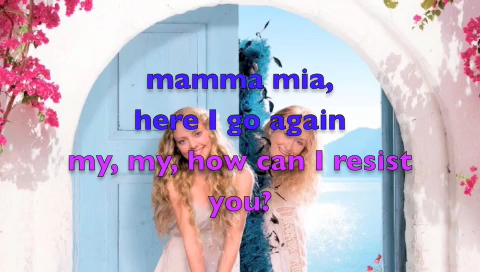 mamma mia,
here I go again
my, my, how can I resist
you?